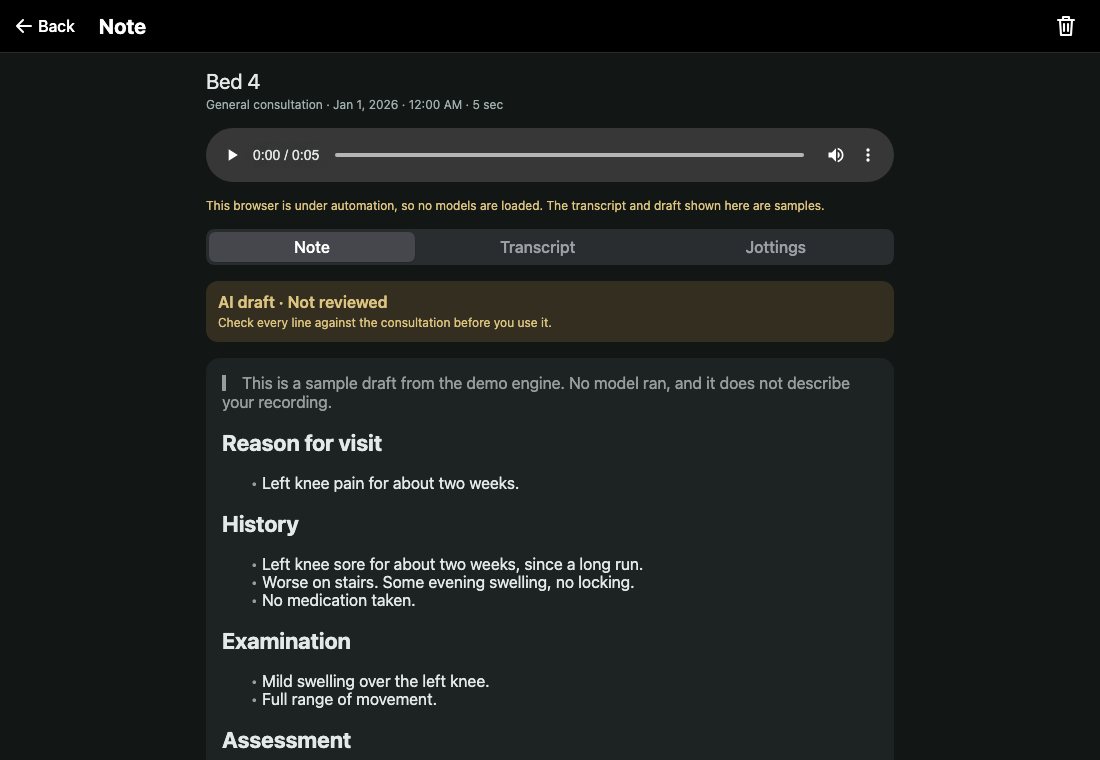 Back Note
Bed 4
General consultation · Jan 1, 2026 · 12:00 AM · 5 sec
0:00 / 0:05
This browser is under automation, so no models are loaded. The transcript and draft shown here are samples.
Note Transcript Jottings
AI draft · Not reviewed
Check every line against the consultation before you use it.
This is a sample draft from the demo engine. No model ran, and it does not describe
your recording.
Reason for visit
• Left knee pain for about two weeks.
History
• Left knee sore for about two weeks, since a long run.
• Worse on stairs. Some evening swelling, no locking.
• No medication taken.
Examination
• Mild swelling over the left knee.
• Full range of movement.
Assessment